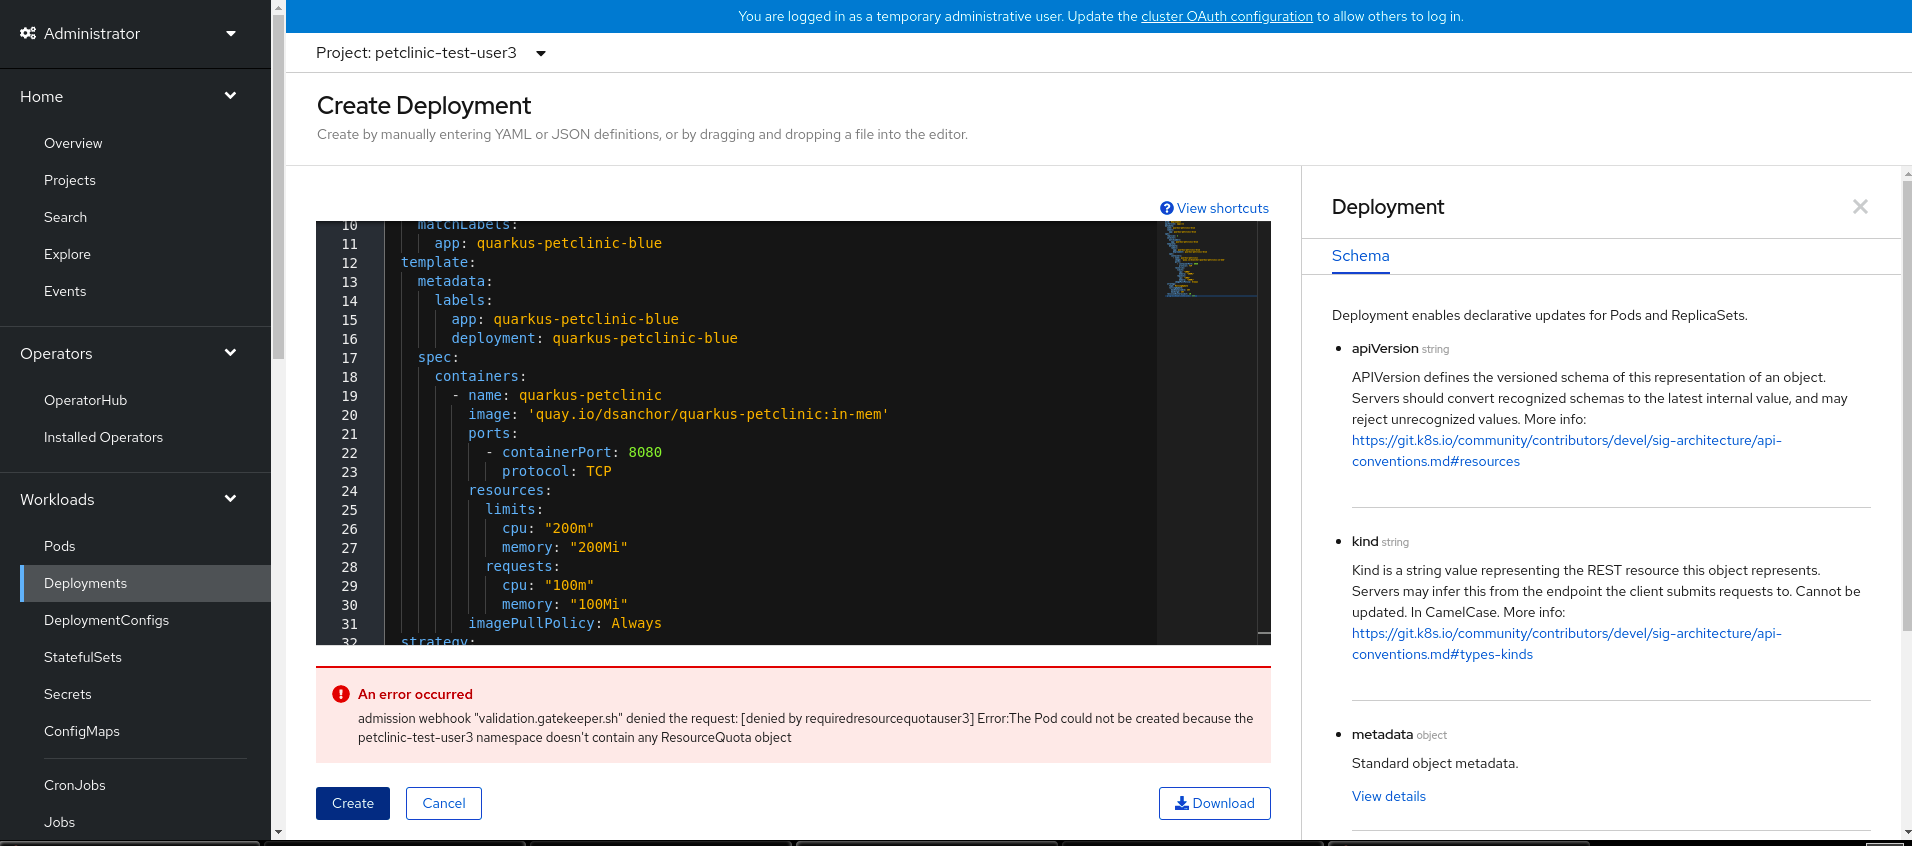 You are logged in as a temporary administrative user. Update the cluster OAuth configuration to allow others to log in.
Administrator
Home
Overview
Projects
Search
Explore
Events
Operators
OperatorHub
Installed Operators
Workloads
Pods
Deployments
DeploymentConfigs
StatefulSets
Secrets
ConfigMaps
CronJobs
Jobs
Project: petclinic-test-user3
Create Deployment
Create by manually entering YAML or JSON definitions, or by dragging and dropping a file into the editor.
View shortcuts
10 matchLabels:
11 app: quarkus-petclinic-blue
12 template:
13 metadata:
14 labels:
15 app: quarkus-petclinic-blue
16 deployment: quarkus-petclinic-blue
17 spec:
18 containers:
19 - name: quarkus-petclinic
20 image: 'quay.io/dsanchor/quarkus-petclinic:in-mem'
21 ports:
22 - containerPort: 8080
23 protocol: TCP
24 resources:
25 limits:
26 cpu: "200m"
27 memory: "200Mi"
28 requests:
29 cpu: "100m"
30 memory: "100Mi"
31 imagePullPolicy: Always
32 strategy:
An error occurred
admission webhook "validation.gatekeeper.sh" denied the request: [denied by requiredresourcequotauser3] Error:The Pod could not be created because the
petclinic-test-user3 namespace doesn't contain any ResourceQuota object
Create
Cancel
Download
Deployment
Schema
Deployment enables declarative updates for Pods and ReplicaSets.
apiVersion string
APIVersion defines the versioned schema of this representation of an object.
Servers should convert recognized schemas to the latest internal value, and may
reject unrecognized values. More info:
https://git.k8s.io/community/contributors/devel/sig-architecture/api-
conventions.md#resources
kind string
Kind is a string value representing the REST resource this object represents.
Servers may infer this from the endpoint the client submits requests to. Cannot be
updated. In CamelCase. More info:
https://git.k8s.io/community/contributors/devel/sig-architecture/api-
conventions.md#types-kinds
metadata object
Standard object metadata.
View details